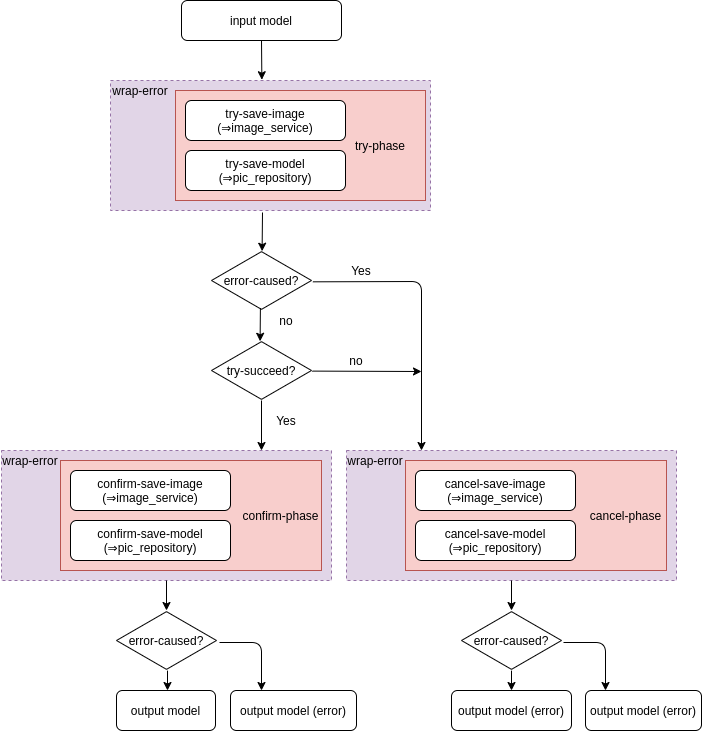 input model
wrap-error
try-save-image
(⇒image_service)
try-phase
try-save-model
(⇒pic_repository)
error-caused?
Yes
no
try-succeed?
no
Yes
wrap-error
confirm-save-image
(⇒image_service)
confirm-phase
confirm-save-model
(⇒pic_repository)
wrap-error
cancel-save-image
(⇒image_service)
cancel-phase
cancel-save-model
(⇒pic_repository)
error-caused?
output model
output model (error)
error-caused?
output model (error)
output model (error)